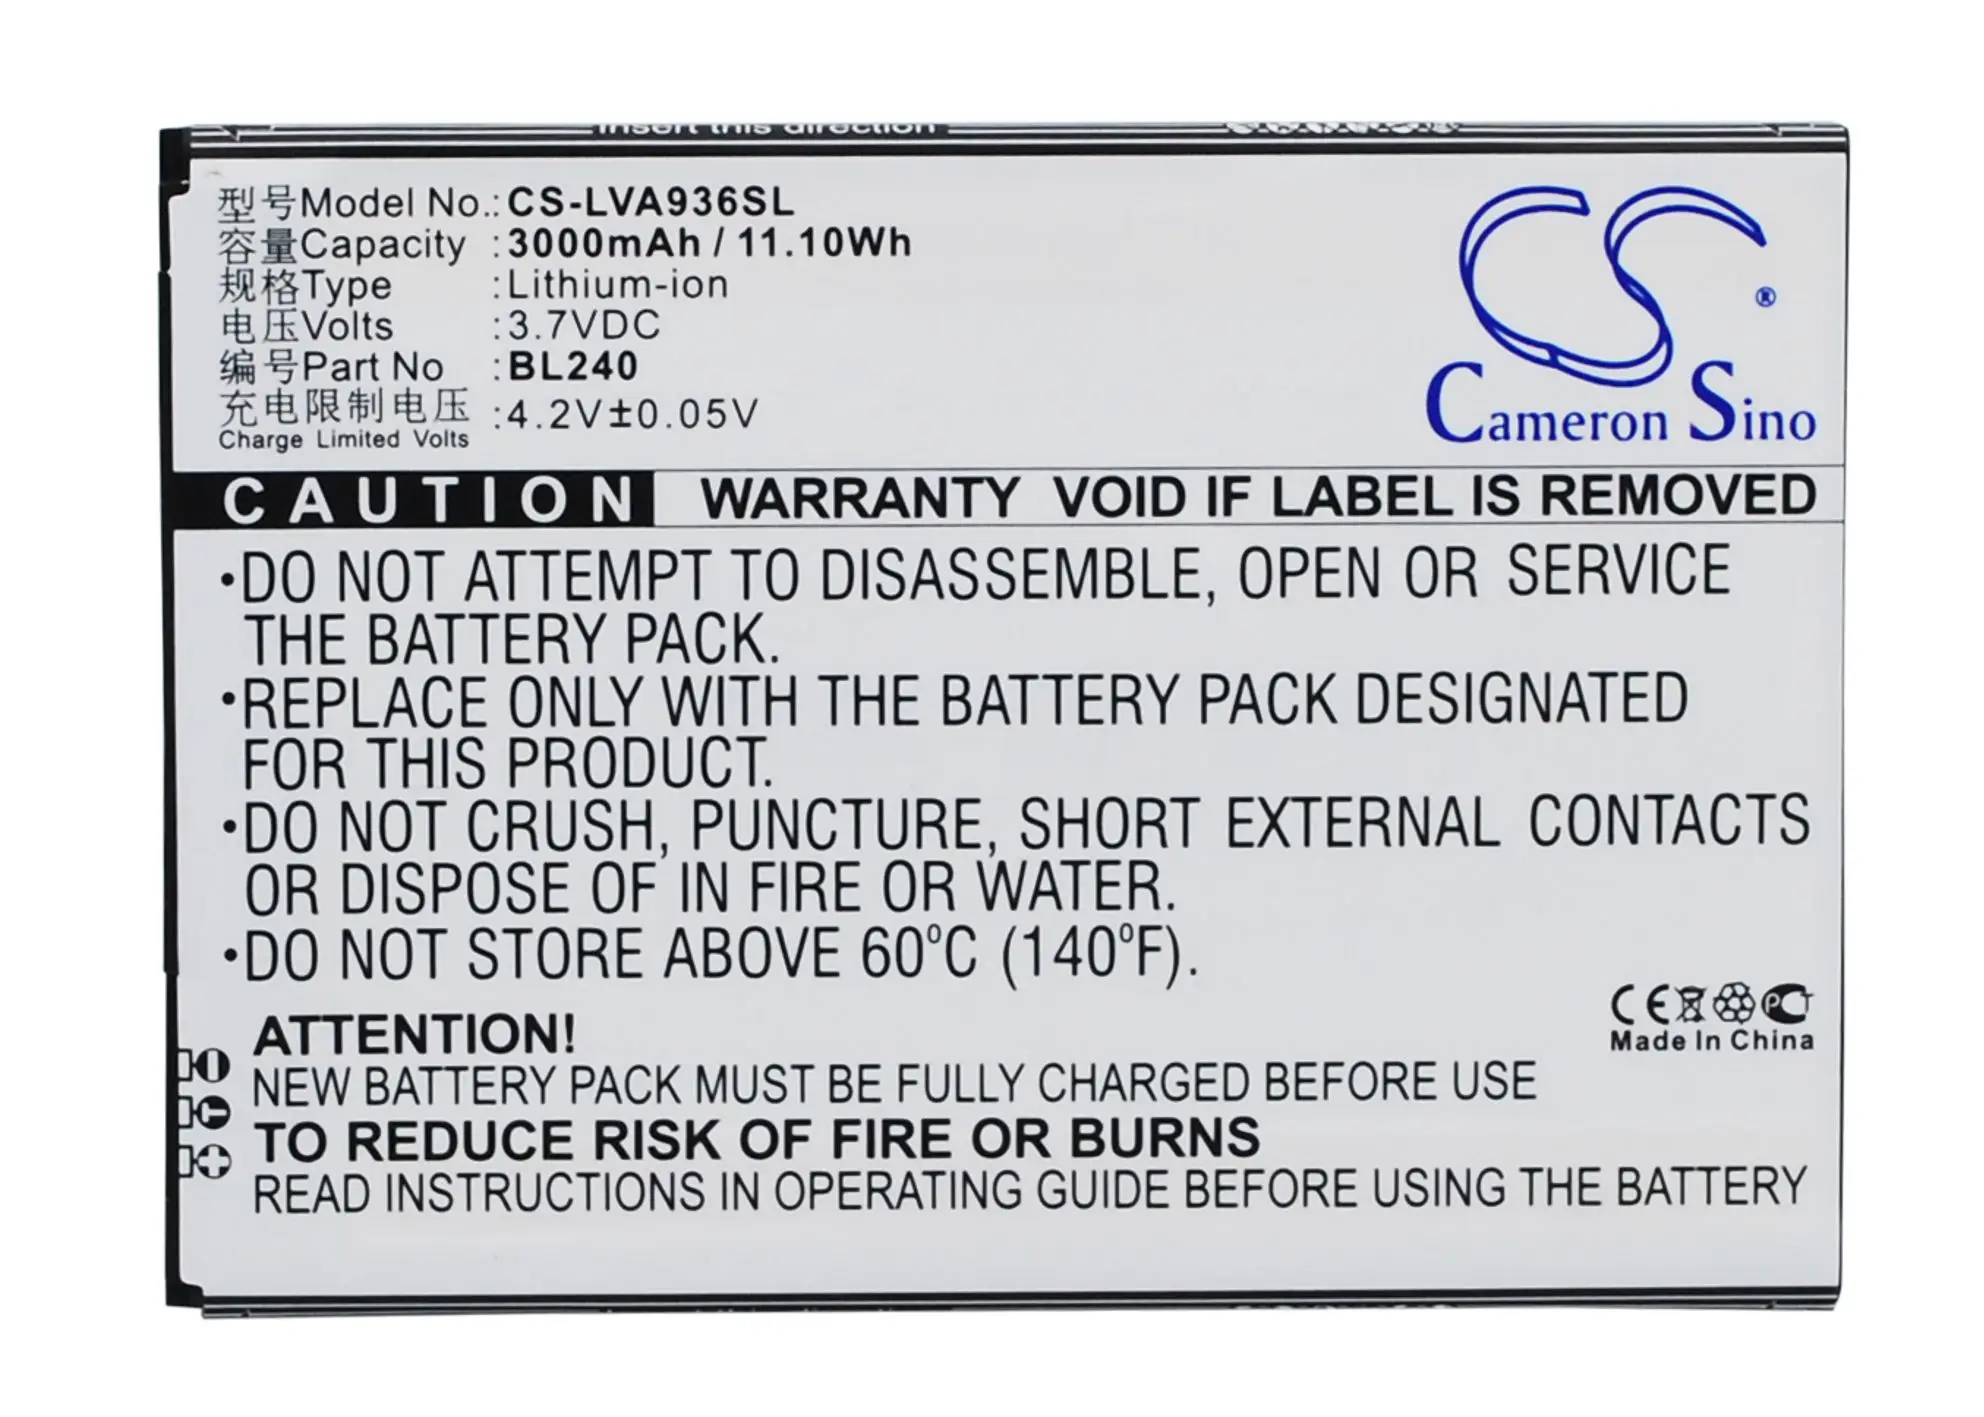 Insert this direction
型号Model No.:CS-LVA936SL
容量Capacity :3000mAh / 11.10Wh
规格Type :Lithium-ion
电压Volts :3.7VDC
编号Part No :BL240
充电限制电压 :4.2V±0.05V
Charge Limited Volts
CS®
Cameron Sino
CAUTION WARRANTY VOID IF LABEL IS REMOVED
•DO NOT ATTEMPT TO DISASSEMBLE, OPEN OR SERVICE
THE BATTERY PACK.
•REPLACE ONLY WITH THE BATTERY PACK DESIGNATED
FOR THIS PRODUCT.
•DO NOT CRUSH, PUNCTURE, SHORT EXTERNAL CONTACTS
OR DISPOSE OF IN FIRE OR WATER.
•DO NOT STORE ABOVE 60°C (140°F).
CE PCT
Made In China
ATTENTION!
NEW BATTERY PACK MUST BE FULLY CHARGED BEFORE USE
TO REDUCE RISK OF FIRE OR BURNS
READ INSTRUCTIONS IN OPERATING GUIDE BEFORE USING THE BATTERY